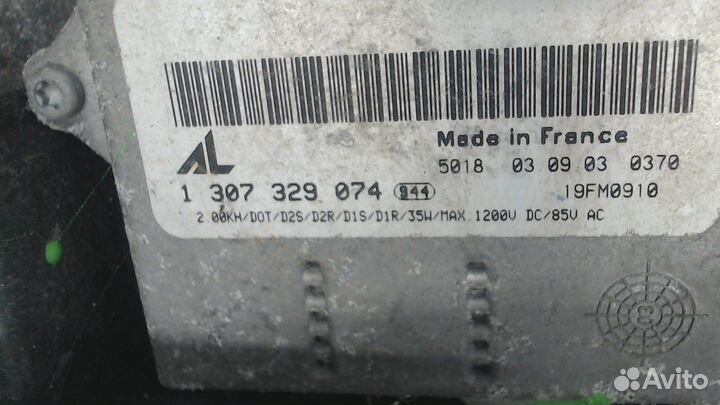 AL
Made in France
5018 03 09 03 0370
1 307 329 074 944 19FM0910
2.00KH/DOT/D2S/D2R/D1S/D1R/35W/MAX.1200V DC/85V AC
Avito